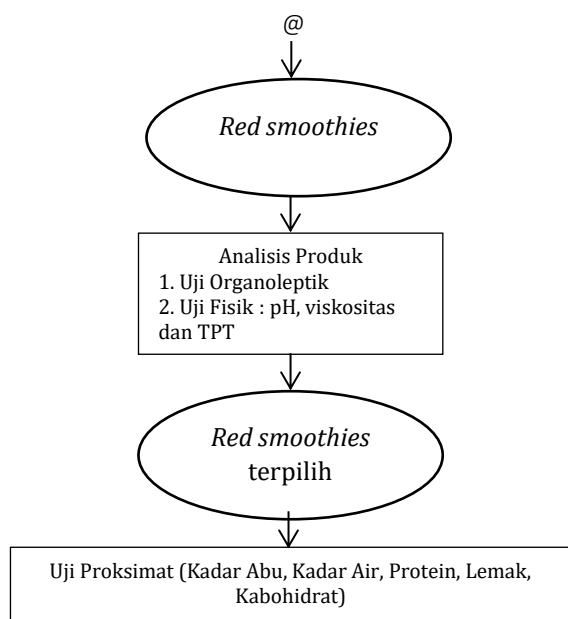 @
Red smoothies
Analisis Produk
1. Uji Organoleptik
2. Uji Fisik : pH, viskositas
dan TPT
Red smoothies
terpilih
Uji Proksimat (Kadar Abu, Kadar Air, Protein, Lemak,
Kabohidrat)